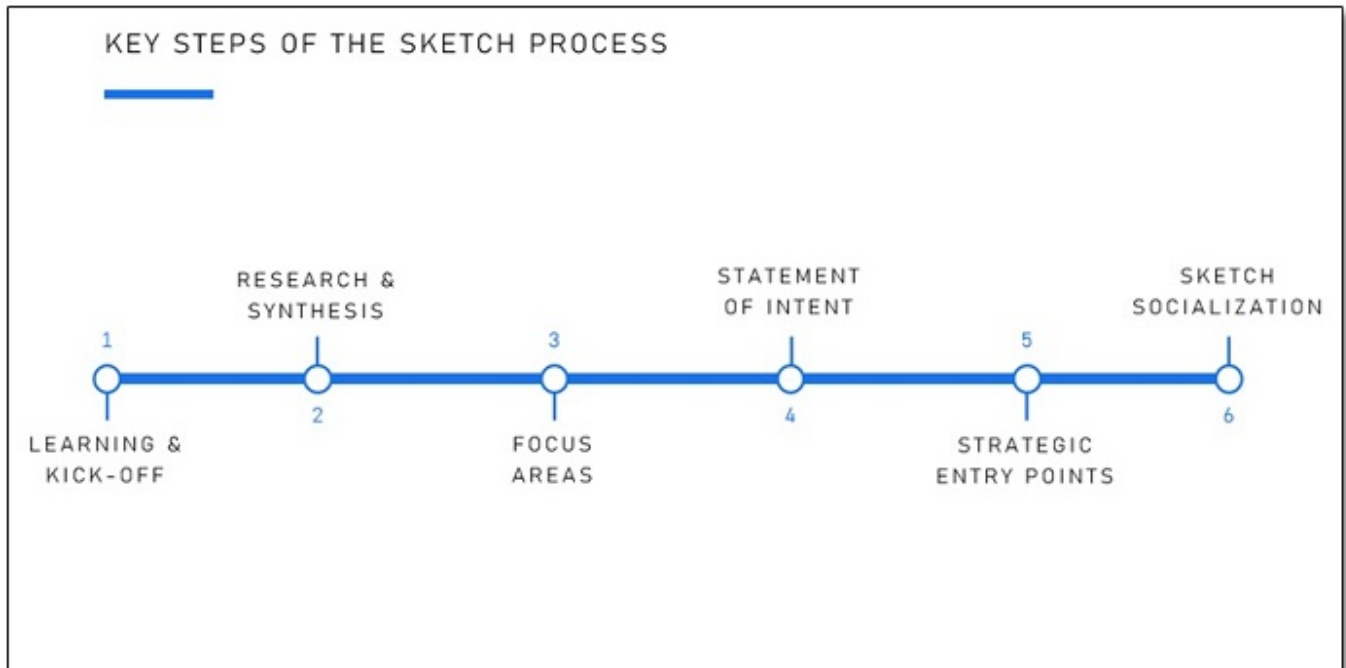 KEY STEPS OF THE SKETCH PROCESS
1
LEARNING &
KICK-OFF
RESEARCH &
SYNTHESIS
2
3
FOCUS
AREAS
STATEMENT
OF INTENT
4
5
STRATEGIC
ENTRY POINTS
SKETCH
SOCIALIZATION
6